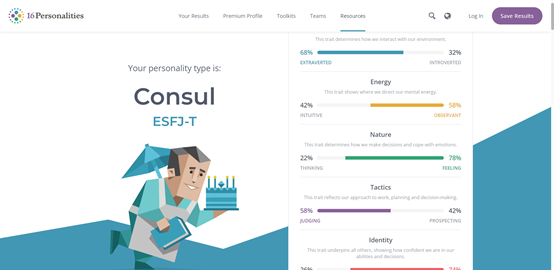 16Personalities
Your Results Premium Profile Toolkits Teams Resources
Log In Save Results
Your personality type is:
Consul
ESFJ-T
This trait determines how we interact with our environment.
68% 32%
EXTRAVERTED INTROVERTED
Energy
This trait shows where we direct our mental energy.
42% 58%
INTUITIVE OBSERVANT
Nature
This trait determines how we make decisions and cope with emotions.
22% 78%
THINKING FEELING
Tactics
This trait reflects our approach to work, planning and decision-making.
58% 42%
JUDGING PROSPECTING
Identity
This trait underpins all others, showing how confident we are in our
abilities and decisions.
26% 74%